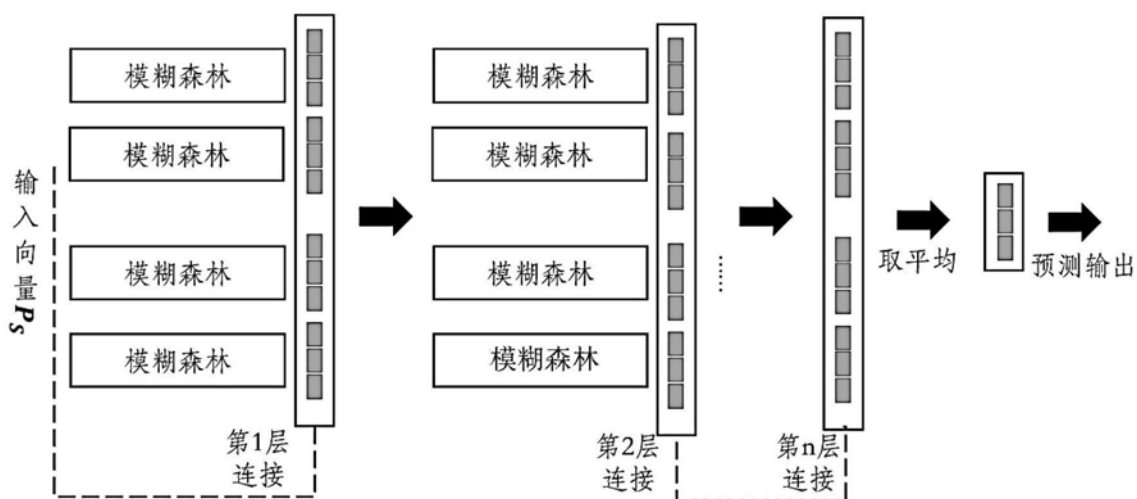 模糊森林
模糊森林
模糊森林
模糊森林
输入向量P_S
第1层
连接
模糊森林
模糊森林
模糊森林
模糊森林
......
第2层
连接
第n层
连接
取平均
预测输出